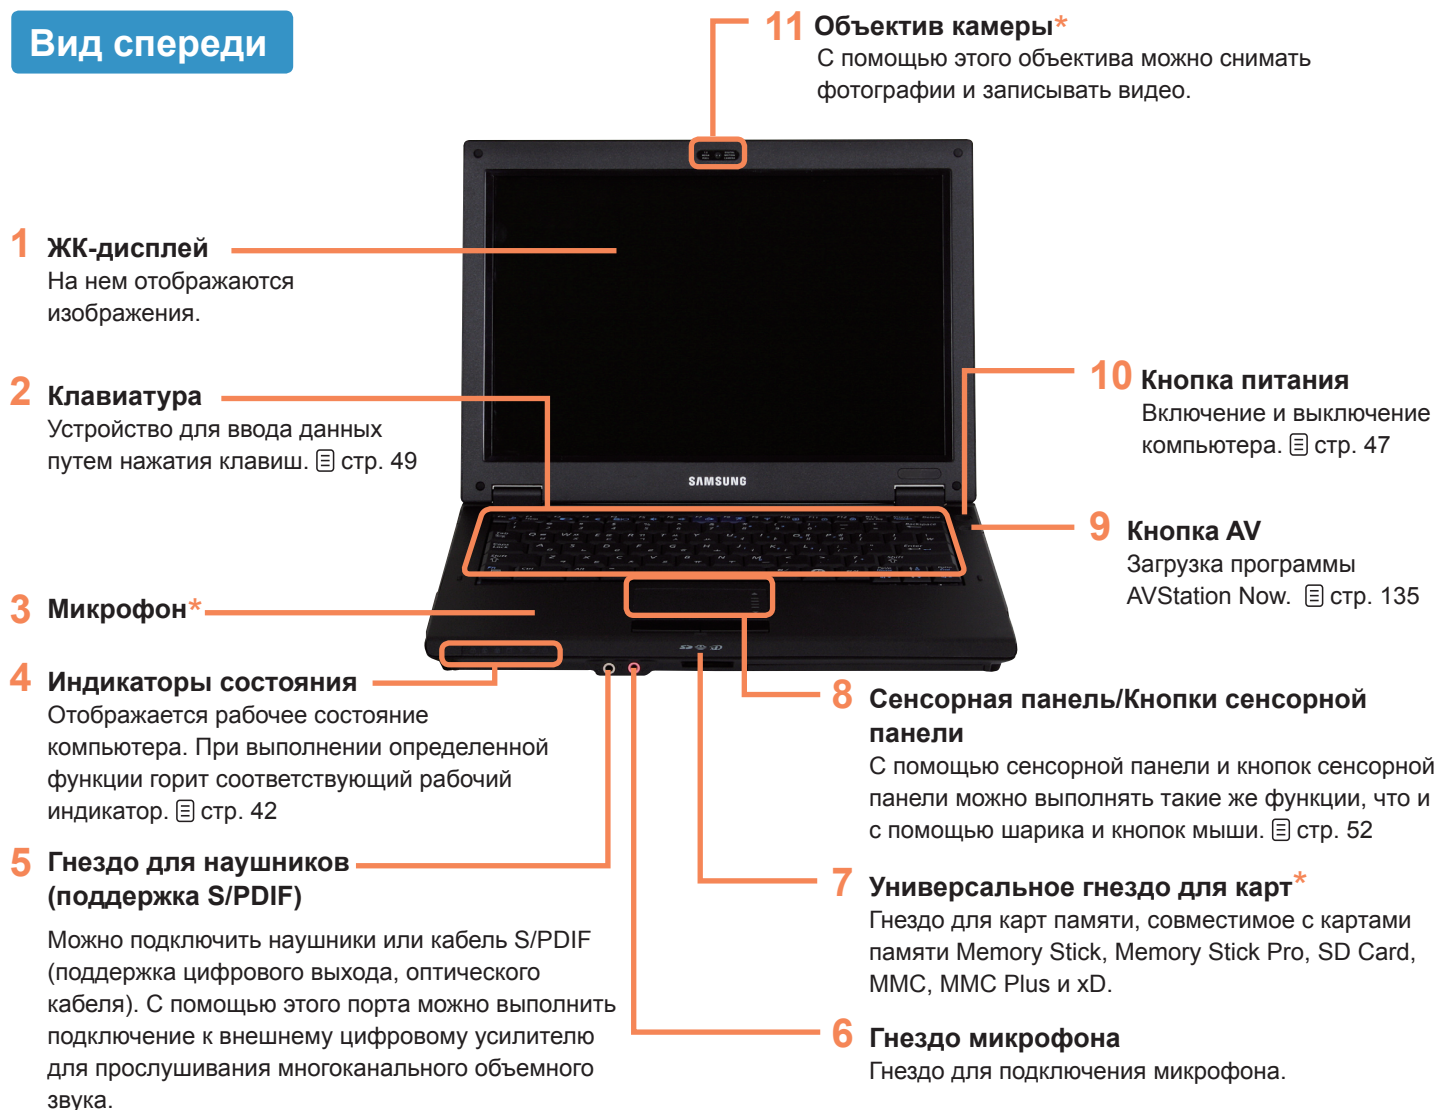 Вид спереди
11 Объектив камеры*
С помощью этого объектива можно снимать
фотографии и записывать видео.
1 ЖК-дисплей
На нем отображаются
изображения.
2 Клавиатура
Устройство для ввода данных
путем нажатия клавиш. стр. 49
3 Микрофон*
4 Индикаторы состояния
Отображается рабочее состояние
компьютера. При выполнении определенной
функции горит соответствующий рабочий
индикатор. стр. 42
5 Гнездо для наушников
(поддержка S/PDIF)
Можно подключить наушники или кабель S/PDIF
(поддержка цифрового выхода, оптического
кабеля). С помощью этого порта можно выполнить
подключение к внешнему цифровому усилителю
для прослушивания многоканального объемного
звука.
SAMSUNG
10 Кнопка питания
Включение и выключение
компьютера. стр. 47
9 Кнопка AV
Загрузка программы
AVStation Now. стр. 135
8 Сенсорная панель/Кнопки сенсорной
панели
С помощью сенсорной панели и кнопок сенсорной
панели можно выполнять такие же функции, что и
с помощью шарика и кнопок мыши. стр. 52
7 Универсальное гнездо для карт*
Гнездо для карт памяти, совместимое с картами
памяти Memory Stick, Memory Stick Pro, SD Card,
MMC, MMC Plus и xD.
6 Гнездо микрофона
Гнездо для подключения микрофона.